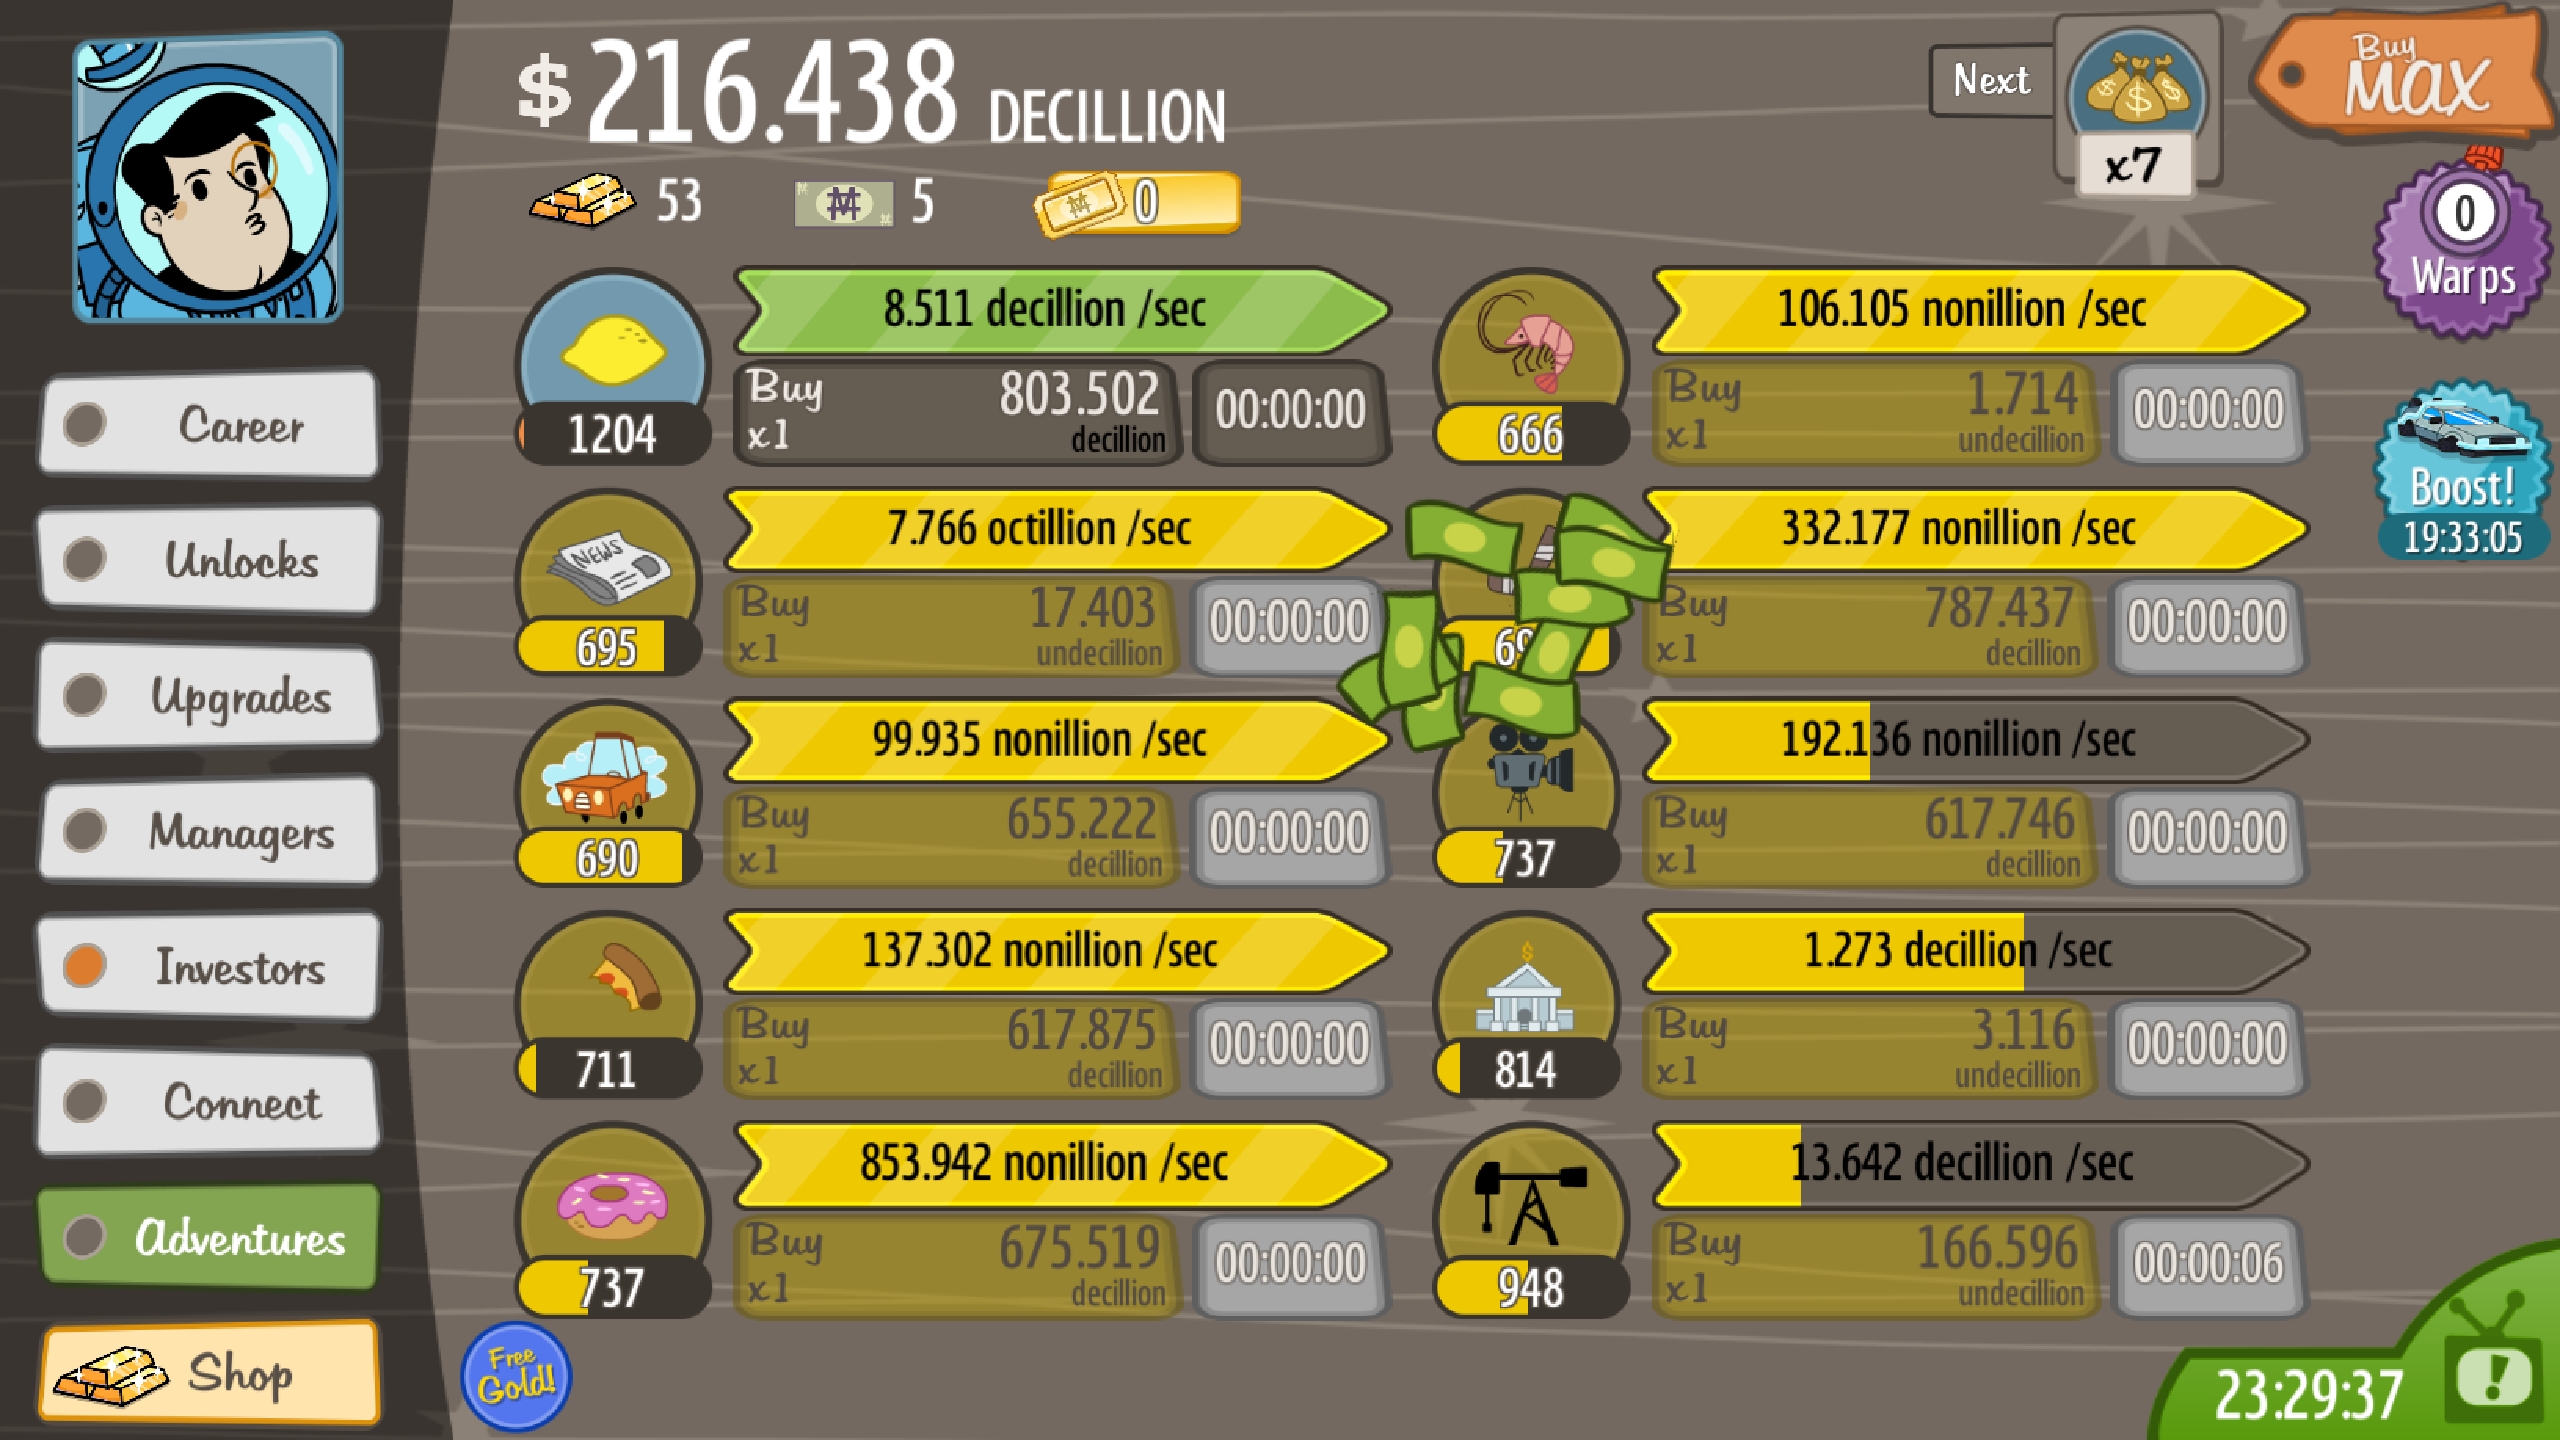 $216.438 DECILLION
Next
x7
Buy
MAX
53
5
0
0
Warps
Boost!
19:33:05
Career
Unlocks
Upgrades
Managers
Investors
Connect
Adventures
Shop
8.511 decillion /sec
Buy x1
803.502 decillion
00:00:00
1204
106.105 nonillion /sec
Buy x1
1.714 undecillion
00:00:00
666
NEWS
7.766 octillion /sec
Buy x1
17.403 undecillion
00:00:00
695
332.177 nonillion /sec
Buy x1
787.437 decillion
00:00:00
99.935 nonillion /sec
Buy x1
655.222 decillion
00:00:00
690
192.136 nonillion /sec
Buy x1
617.746 decillion
00:00:00
737
137.302 nonillion /sec
Buy x1
617.875 decillion
00:00:00
711
1.273 decillion /sec
Buy x1
3.116 undecillion
00:00:00
814
853.942 nonillion /sec
Buy x1
675.519 decillion
00:00:00
737
13.642 decillion /sec
Buy x1
166.596 undecillion
00:00:06
948
Free
Gold!
23:29:37